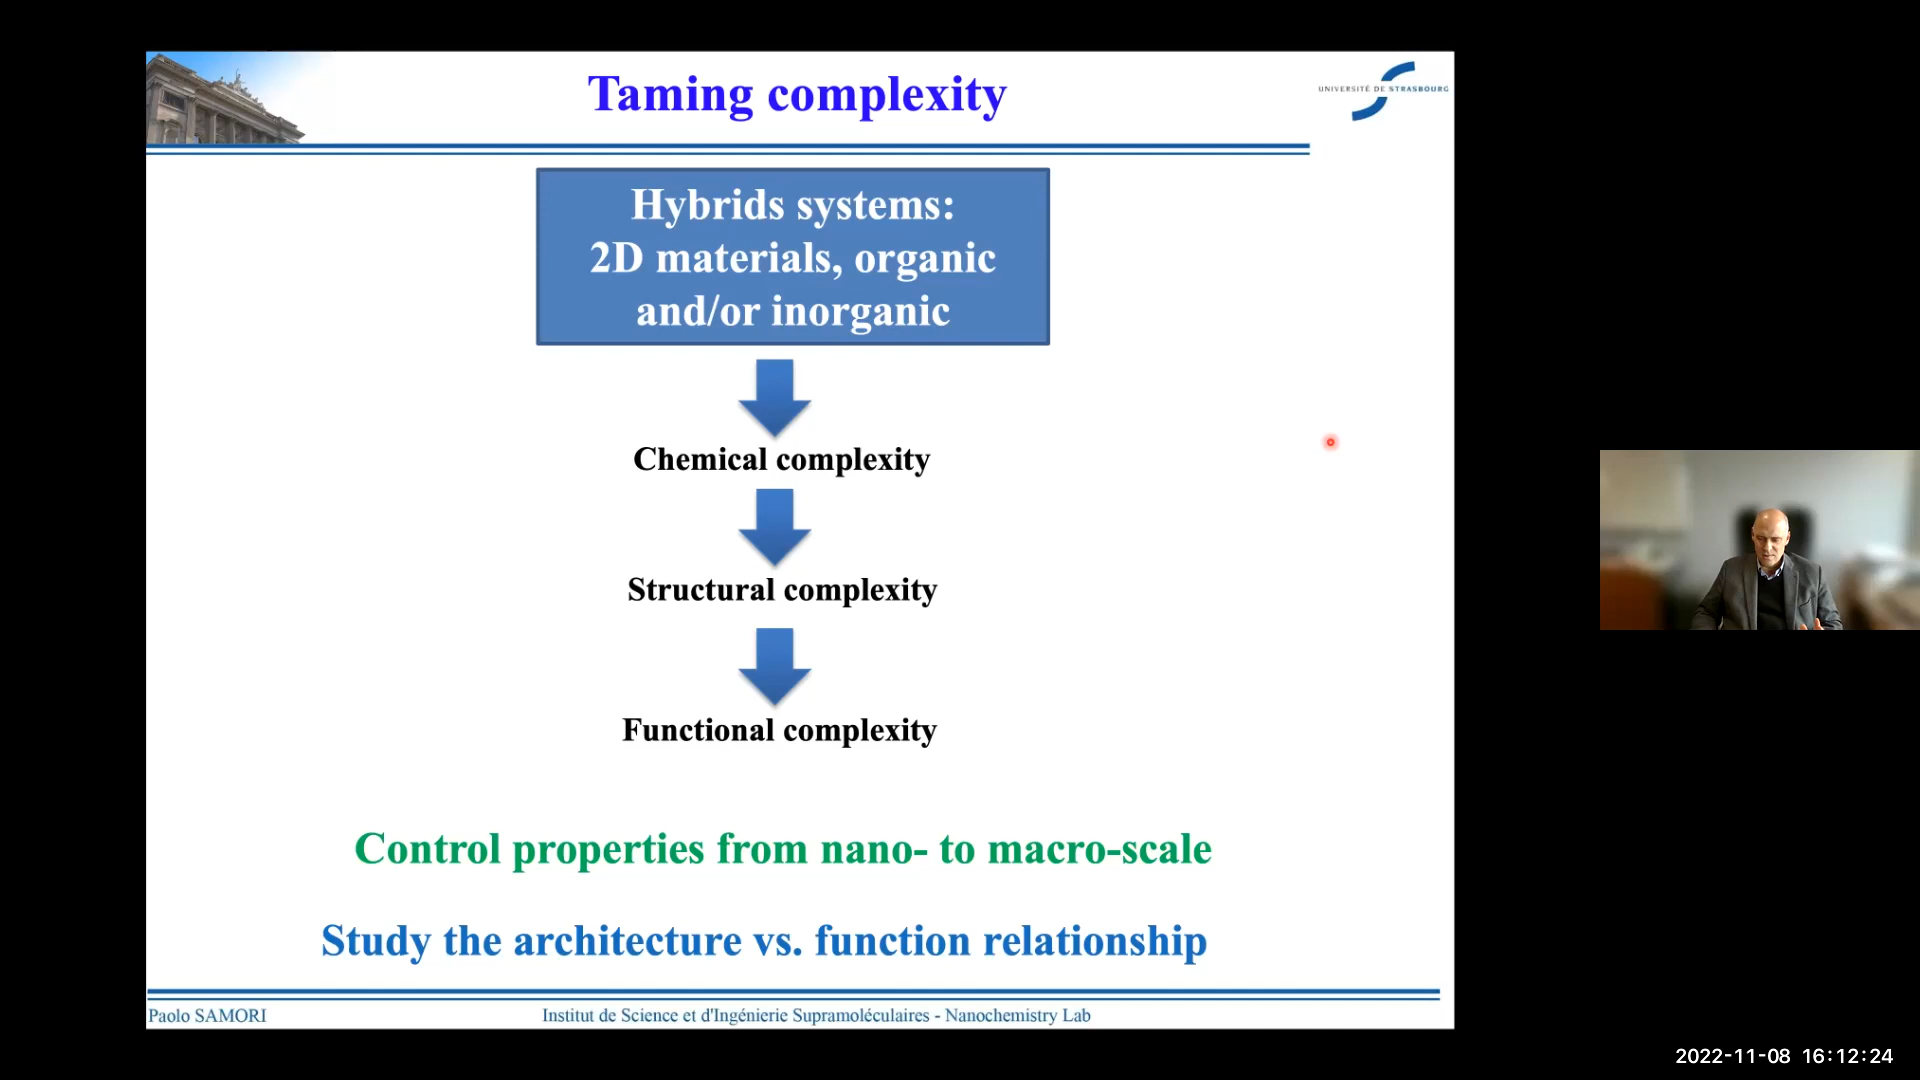 Taming complexity
UNIVERSITÉ DE STRASBOURG
Hybrids systems:
2D materials, organic
and/or inorganic
Chemical complexity
Structural complexity
Functional complexity
Control properties from nano- to macro-scale
Study the architecture vs. function relationship
Paolo SAMORI
Institut de Science et d'Ingénierie Supramoléculaires - Nanochemistry Lab
2022-11-08 16:12:24